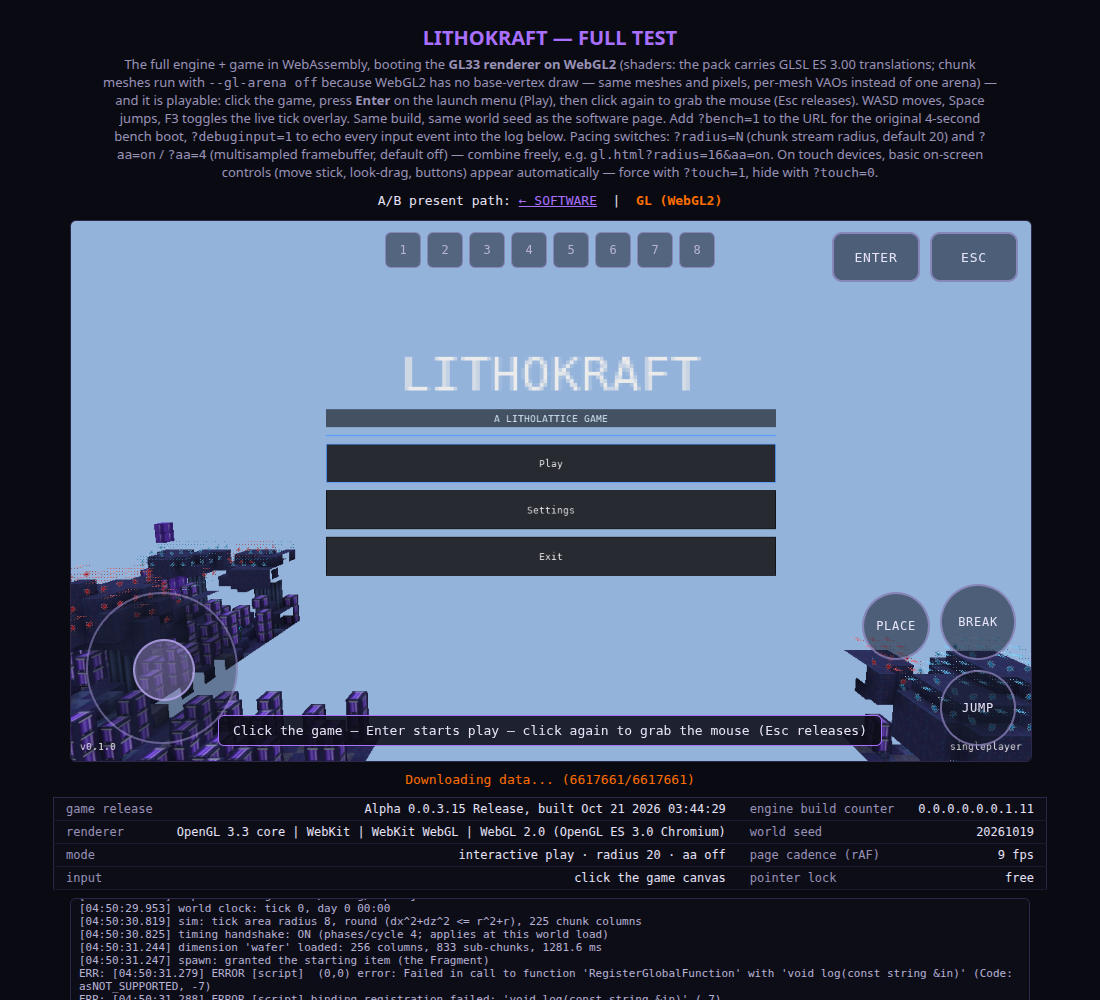 LITHOKRAFT — FULL TEST
The full engine + game in WebAssembly, booting the GL33 renderer on WebGL2 (shaders: the pack carries GLSL ES 3.00 translations; chunk
meshes run with --gl-arena off because WebGL2 has no base-vertex draw — same meshes and pixels, per-mesh VAOs instead of one arena) —
and it is playable: click the game, press Enter on the launch menu (Play), then click again to grab the mouse (Esc releases). WASD moves, Space
jumps, F3 toggles the live tick overlay. Same build, same world seed as the software page. Add ?bench=1 to the URL for the original 4-second
bench boot, ?debuginput=1 to echo every input event into the log below. Pacing switches: ?radius=N (chunk stream radius, default 20) and ?
aa=on / ?aa=4 (multisampled framebuffer, default off) — combine freely, e.g. gl.html?radius=16&aa=on. On touch devices, basic on-screen
controls (move stick, look-drag, buttons) appear automatically — force with ?touch=1, hide with ?touch=0.
A/B present path: ← SOFTWARE | GL (WebGL2)
1 2 3 4 5 6 7 8 ENTER ESC
LITHOKRAFT
A LITHOLATTICE GAME
Play
Settings
Exit
PLACE BREAK
JUMP
Click the game — Enter starts play — click again to grab the mouse (Esc releases)
v0.1.0 singleplayer
Downloading data... (6617661/6617661)
game release Alpha 0.0.3.15 Release, built Oct 21 2026 03:44:29 engine build counter 0.0.0.0.0.0.1.11
renderer OpenGL 3.3 core | WebKit | WebKit WebGL | WebGL 2.0 (OpenGL ES 3.0 Chromium) world seed 20261019
mode interactive play · radius 20 · aa off page cadence (rAF) 9 fps
input click the game canvas pointer lock free
[04:50:29.953] world clock: tick 0, day 0 00:00
[04:50:30.819] sim: tick area radius 8, round (dx^2+dz^2 <= r^2+r), 225 chunk columns
[04:50:30.825] timing handshake: ON (phases/cycle 4; applies at this world load)
[04:50:31.244] dimension 'wafer' loaded: 256 columns, 833 sub-chunks, 1281.6 ms
[04:50:31.247] spawn: granted the starting item (the Fragment)
ERR: [04:50:31.279] ERROR [script]  (0,0) error: Failed in call to function 'RegisterGlobalFunction' with 'void log(const string &in)' (Code:
asNOT_SUPPORTED, -7)
ERR: [04:50:31.288] ERROR [script] binding registration failed: 'void log(const string &in)' (-7)